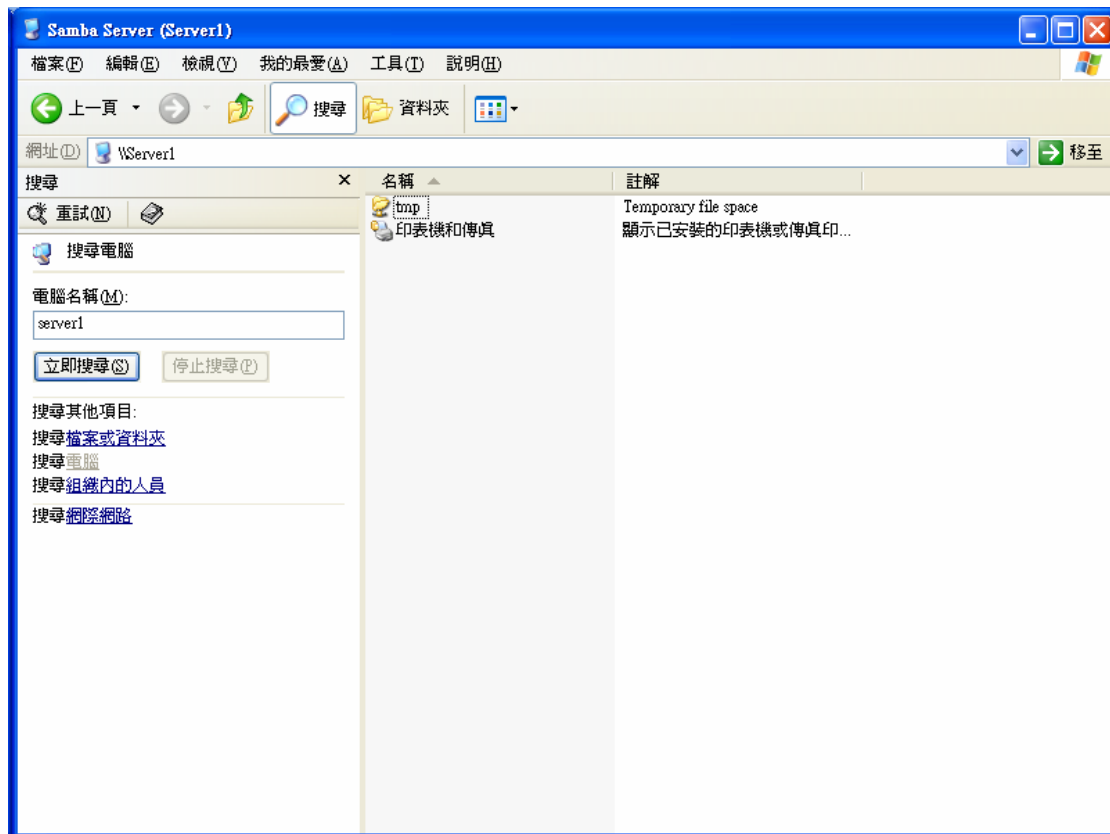 Samba Server (Server1)
檔案(F) 編輯(E) 檢視(V) 我的最愛(A) 工具(T) 說明(H)
上一頁 搜尋 資料夾
網址(D) \\Server1 移至
搜尋
重試(N)
搜尋電腦
電腦名稱(M):
server1
立即搜尋(S) 停止搜尋(P)
搜尋其他項目:
搜尋檔案或資料夾
搜尋電腦
搜尋組織內的人員
搜尋網際網路
名稱 註解
tmp Temporary file space
印表機和傳真 顯示已安裝的印表機或傳真印...